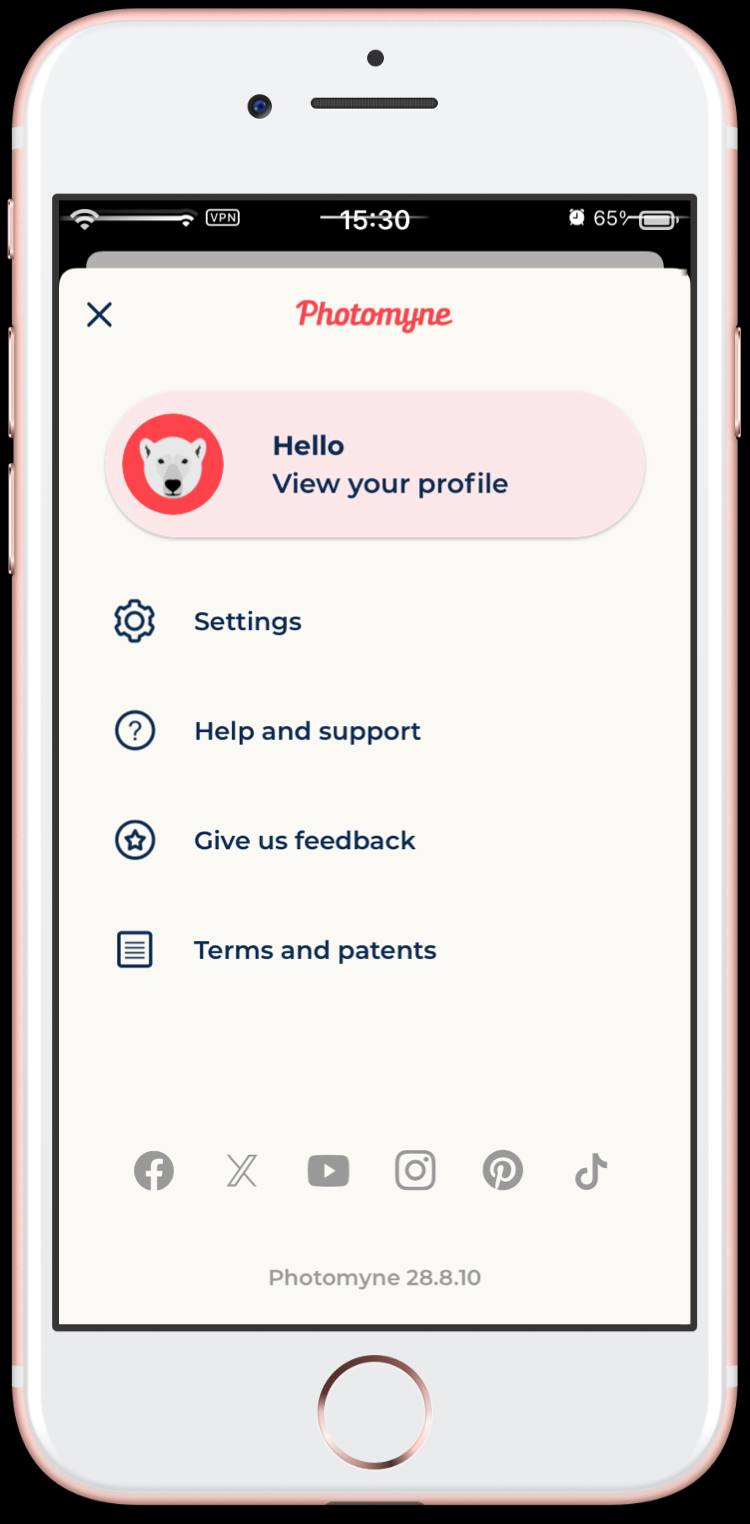 VPN
15:30
65%
Photomyne
Hello
View your profile
Settings
? Help and support
Give us feedback
Terms and patents
Photomyne 28.8.10